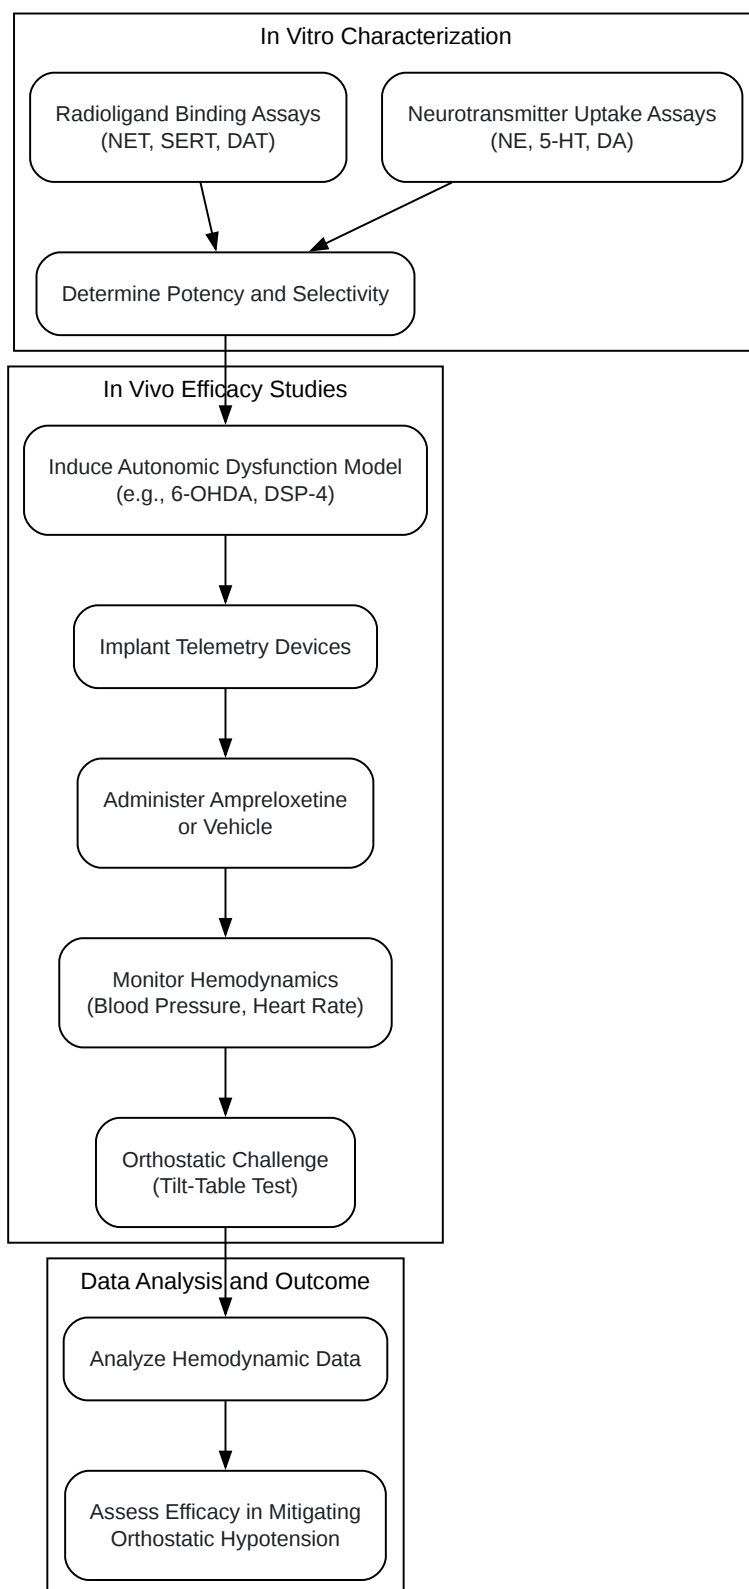 In Vitro Characterization
Radioligand Binding Assays
(NET, SERT, DAT)
Neurotransmitter Uptake Assays
(NE, 5-HT, DA)
Determine Potency and Selectivity
In Vivo Efficacy Studies
Induce Autonomic Dysfunction Model
(e.g., 6-OHDA, DSP-4)
Implant Telemetry Devices
Administer Ampreloxetine
or Vehicle
Monitor Hemodynamics
(Blood Pressure, Heart Rate)
Orthostatic Challenge
(Tilt-Table Test)
Data Analysis and Outcome
Analyze Hemodynamic Data
Assess Efficacy in Mitigating
Orthostatic Hypotension